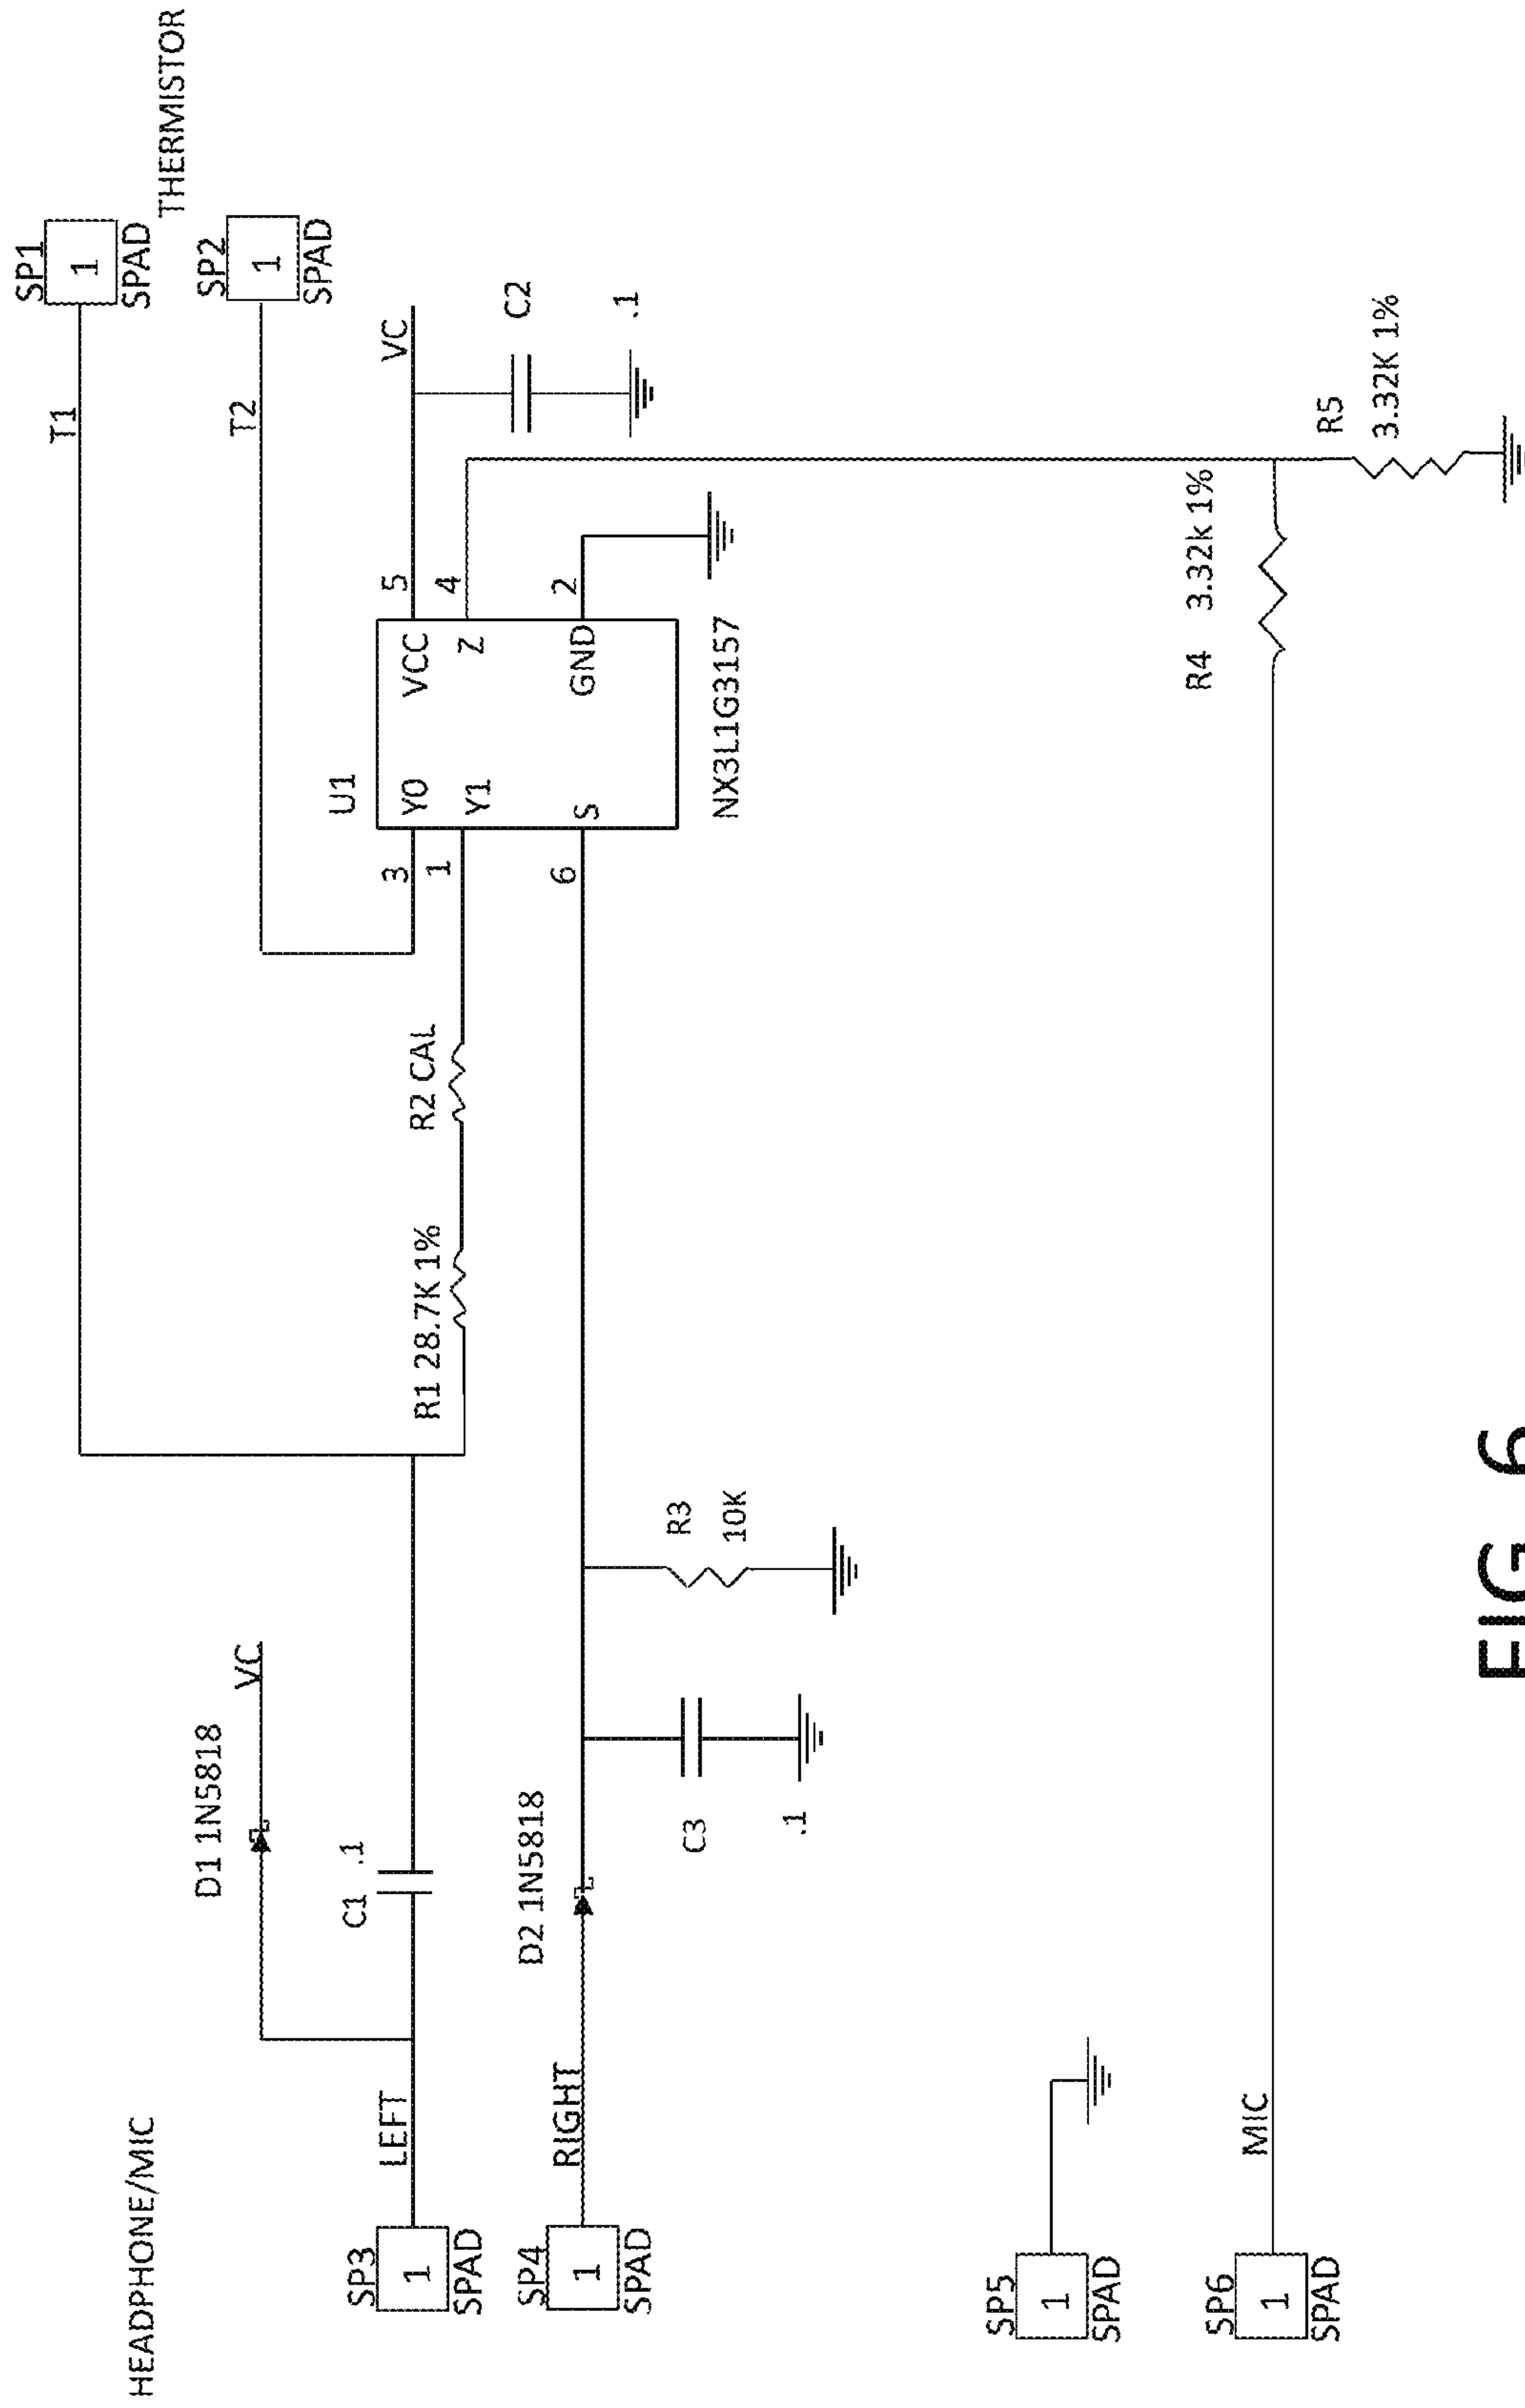 HEADPHONE/MIC
THERMISTOR
SP1
1
SPAD
T1
SP2
1
SPAD
T2
D1 1N5818
VC
SP3
1
SPAD
LEFT
C1 .1
R1 28.7K 1%
R2 CAL
U1
3
1
6
Y0
Y1
S
VCC
Z
GND
5
4
2
NX3L1G3157
VC
C2
.1
SP4
1
SPAD
RIGHT
D2 1N5818
C3
.1
R3
10K
SP5
1
SPAD
SP6
1
SPAD
MIC
R4 3.32k 1%
R5
3.32K 1%
FIG 6